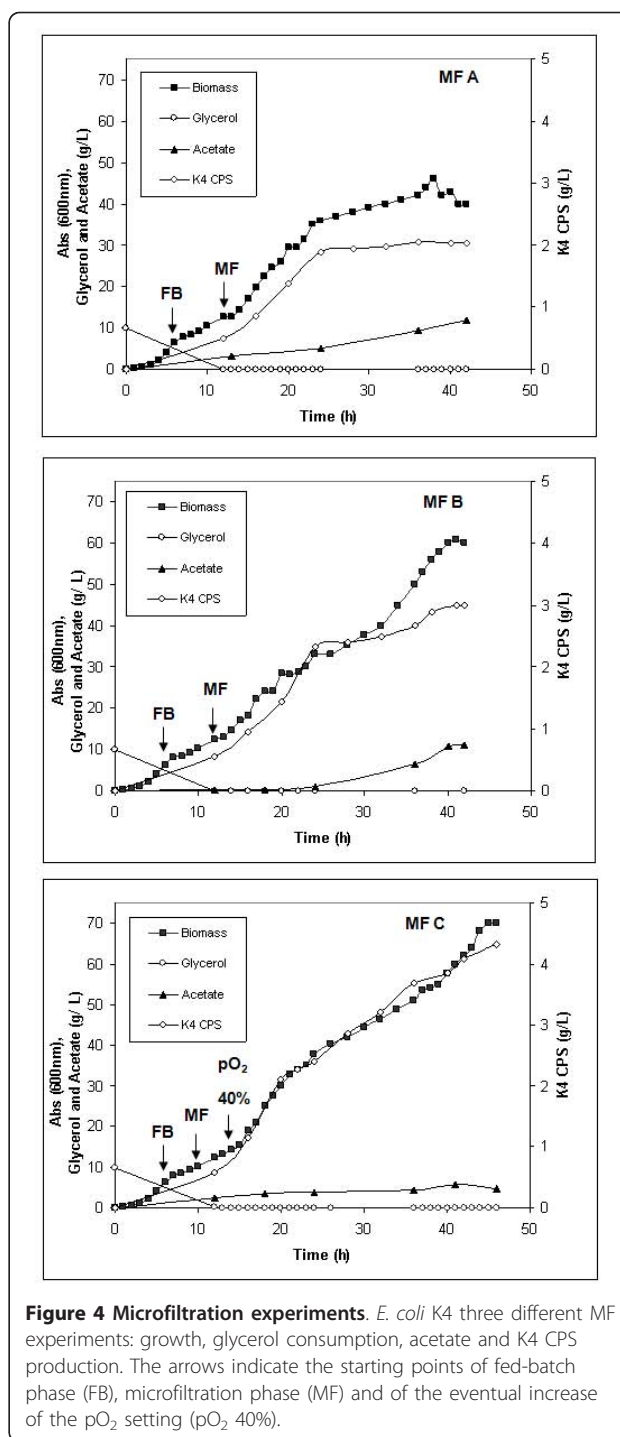 MF A
Biomass
Glycerol
Acetate
K4 CPS
FB
MF
Abs (600nm),
Glycerol and Acetate (g/L)
K4 CPS (g/L)
70
60
50
40
30
20
10
0
5
4
3
2
1
0
0 10 20 30 40 50
Time (h)
MF B
Biomass
Glycerol
Acetate
K4 CPS
FB
MF
Abs (600nm),
Glycerol and Acetate (g/ L)
K4 CPS (g/L)
70
60
50
40
30
20
10
0
5
4
3
2
1
0
0 10 20 30 40 50
Time (h)
MF C
Biomass
Glycerol
Acetate
K4 CPS
FB
MF
pO2
40%
Abs (600nm),
Glycerol and Acetate (g/ L)
K4 CPS (g/L)
70
60
50
40
30
20
10
0
5
4
3
2
1
0
0 10 20 30 40 50
Time (h)
Figure 4 Microfiltration experiments. E. coli K4 three different MF
experiments: growth, glycerol consumption, acetate and K4 CPS
production. The arrows indicate the starting points of fed-batch
phase (FB), microfiltration phase (MF) and of the eventual increase
of the pO2 setting (pO2 40%).